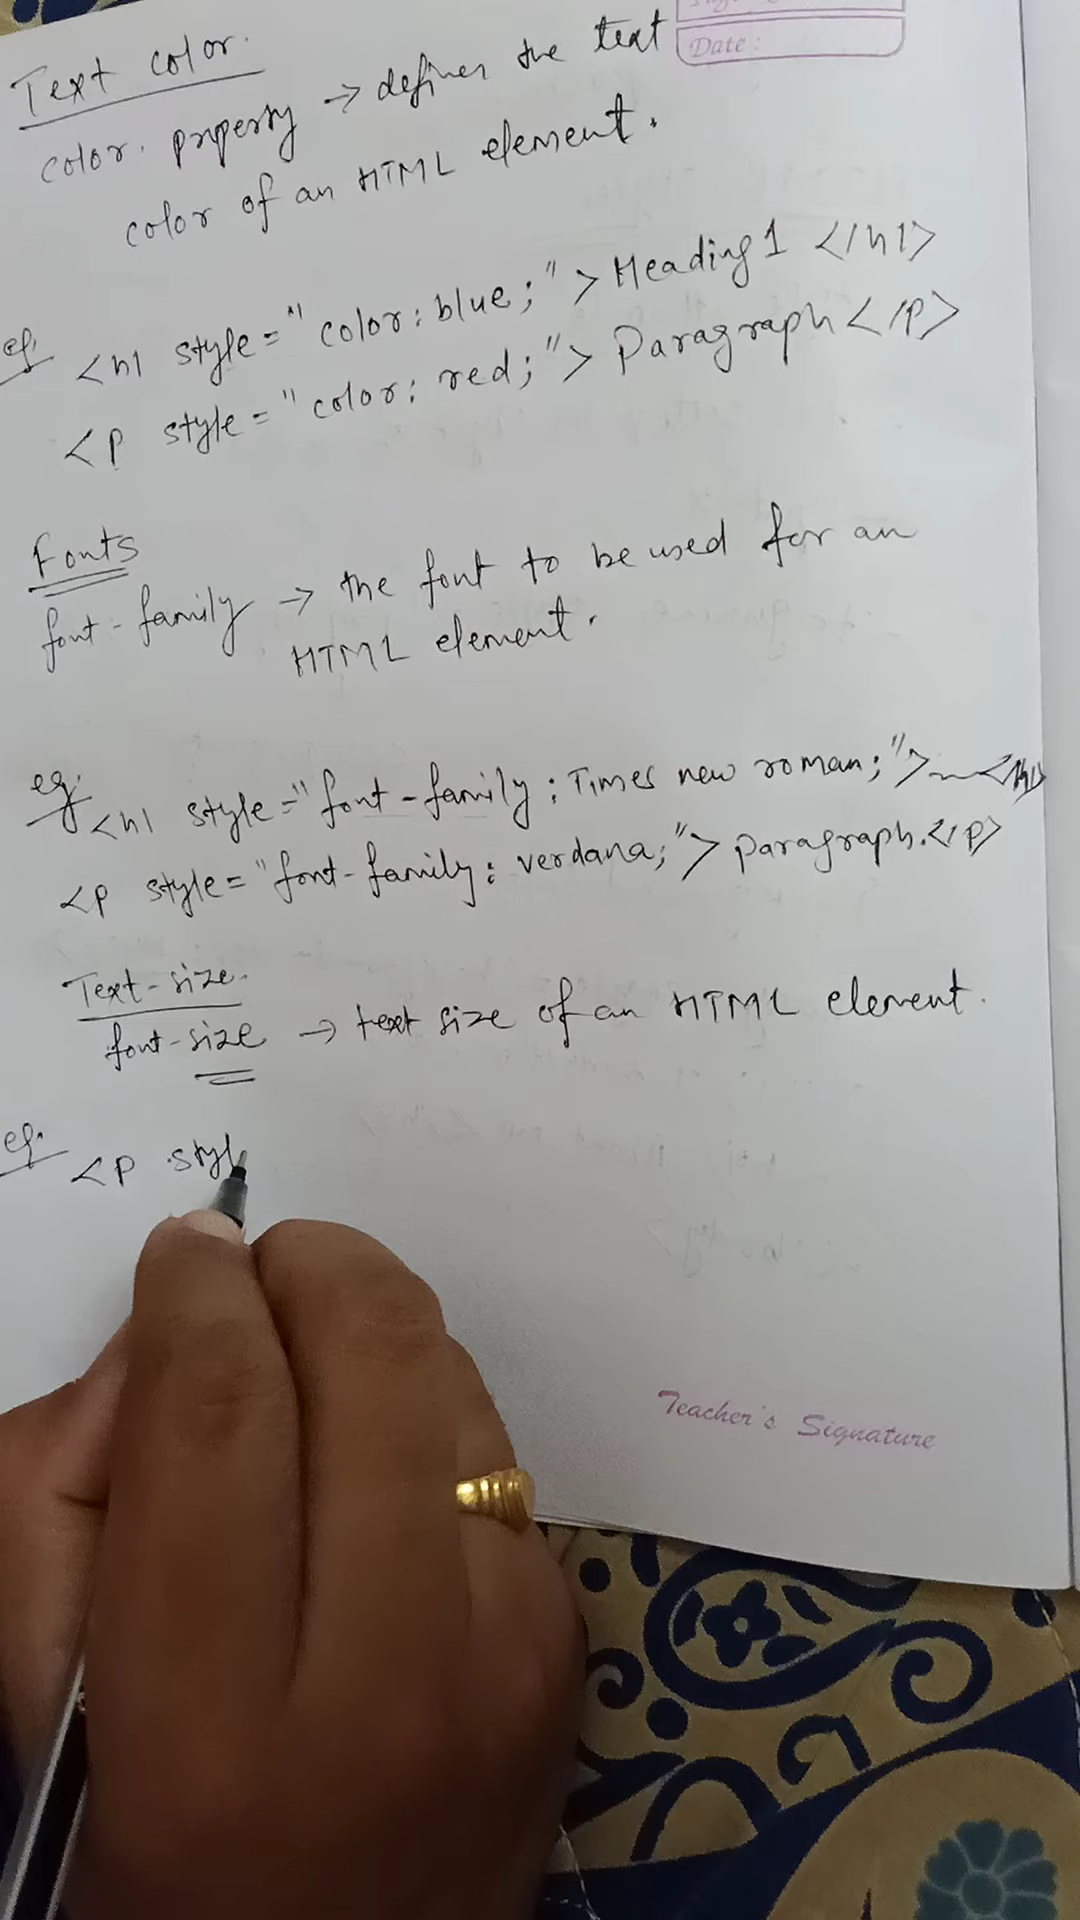 Date:
Text color.
color. property → defines the text
color of an HTML element.
eg. <h1 style="color: blue;"> Heading 1 </h1>
<p style="color: red;"> Paragraph </p>
Fonts
font-family → the font to be used for an
HTML element.
eg. <h1 style="font-family: Times new roman;"> </h1>
<p style="font-family: verdana;"> paragraph.</p>
Text-size.
font-size → text size of an HTML element.
eg. <p styl
Teacher's Signature